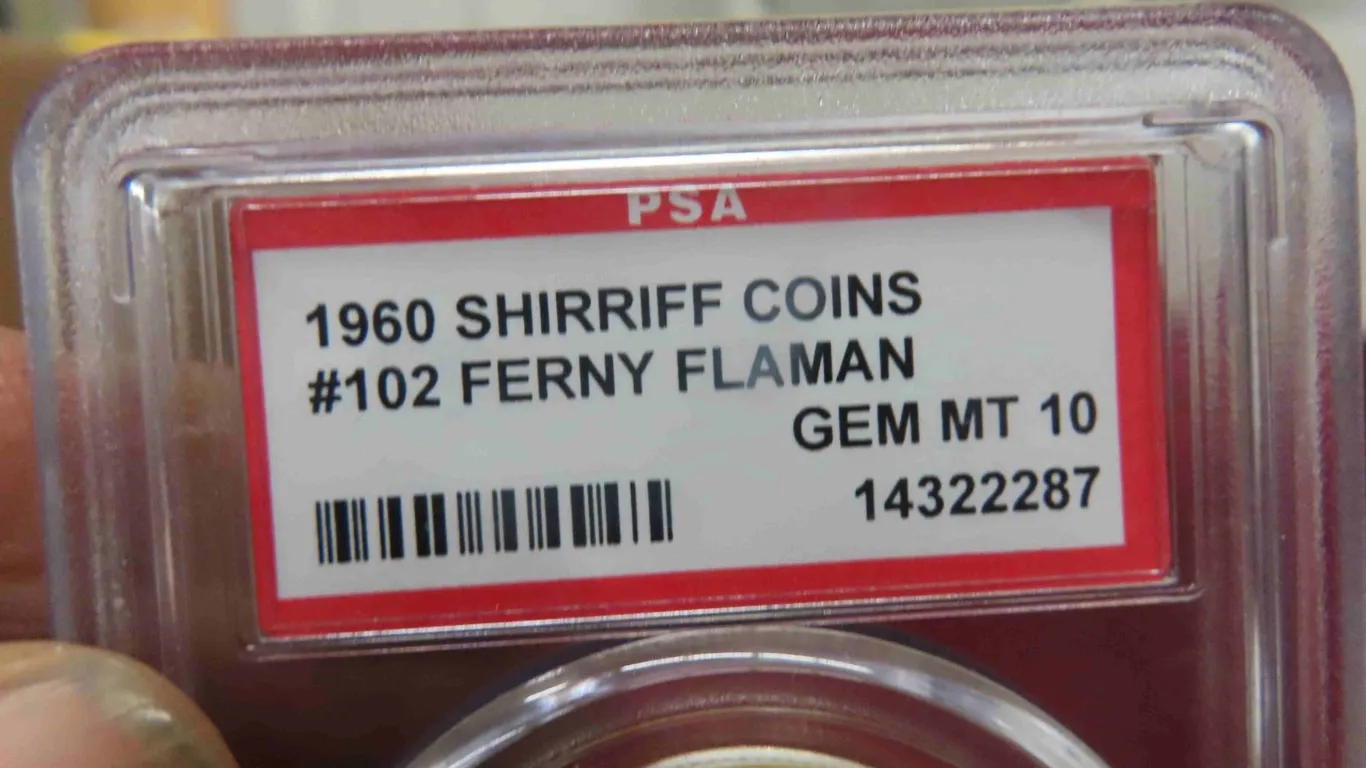 PSA
1960 SHIRRIFF COINS
#102 FERNY FLAMAN
GEM MT 10
14322287